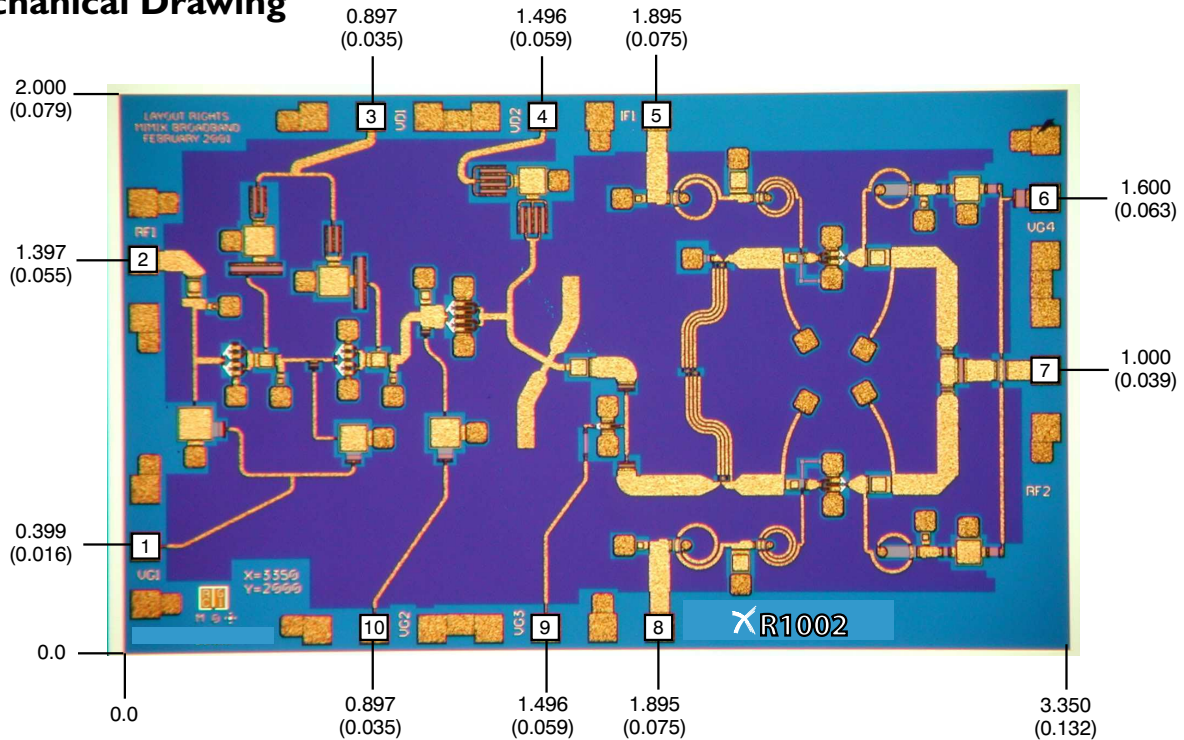 chanical Drawing
0.897
(0.035)
1.496
(0.059)
1.895
(0.075)
2.000
(0.079)
LAYOUT RIGHTS
MIMIX BROADBAND
FEBRUARY 2001
3
VD1
VD2
4
IF1
5
1.600
(0.063)
6
VG4
RF1
1.397
(0.055)
2
1.000
(0.039)
7
RF2
0.399
(0.016)
1
VG1
X=3350
Y=2000
10
VG2
VG3
9
8
R1002
0.0
0.0
0.897
(0.035)
1.496
(0.059)
1.895
(0.075)
3.350
(0.132)